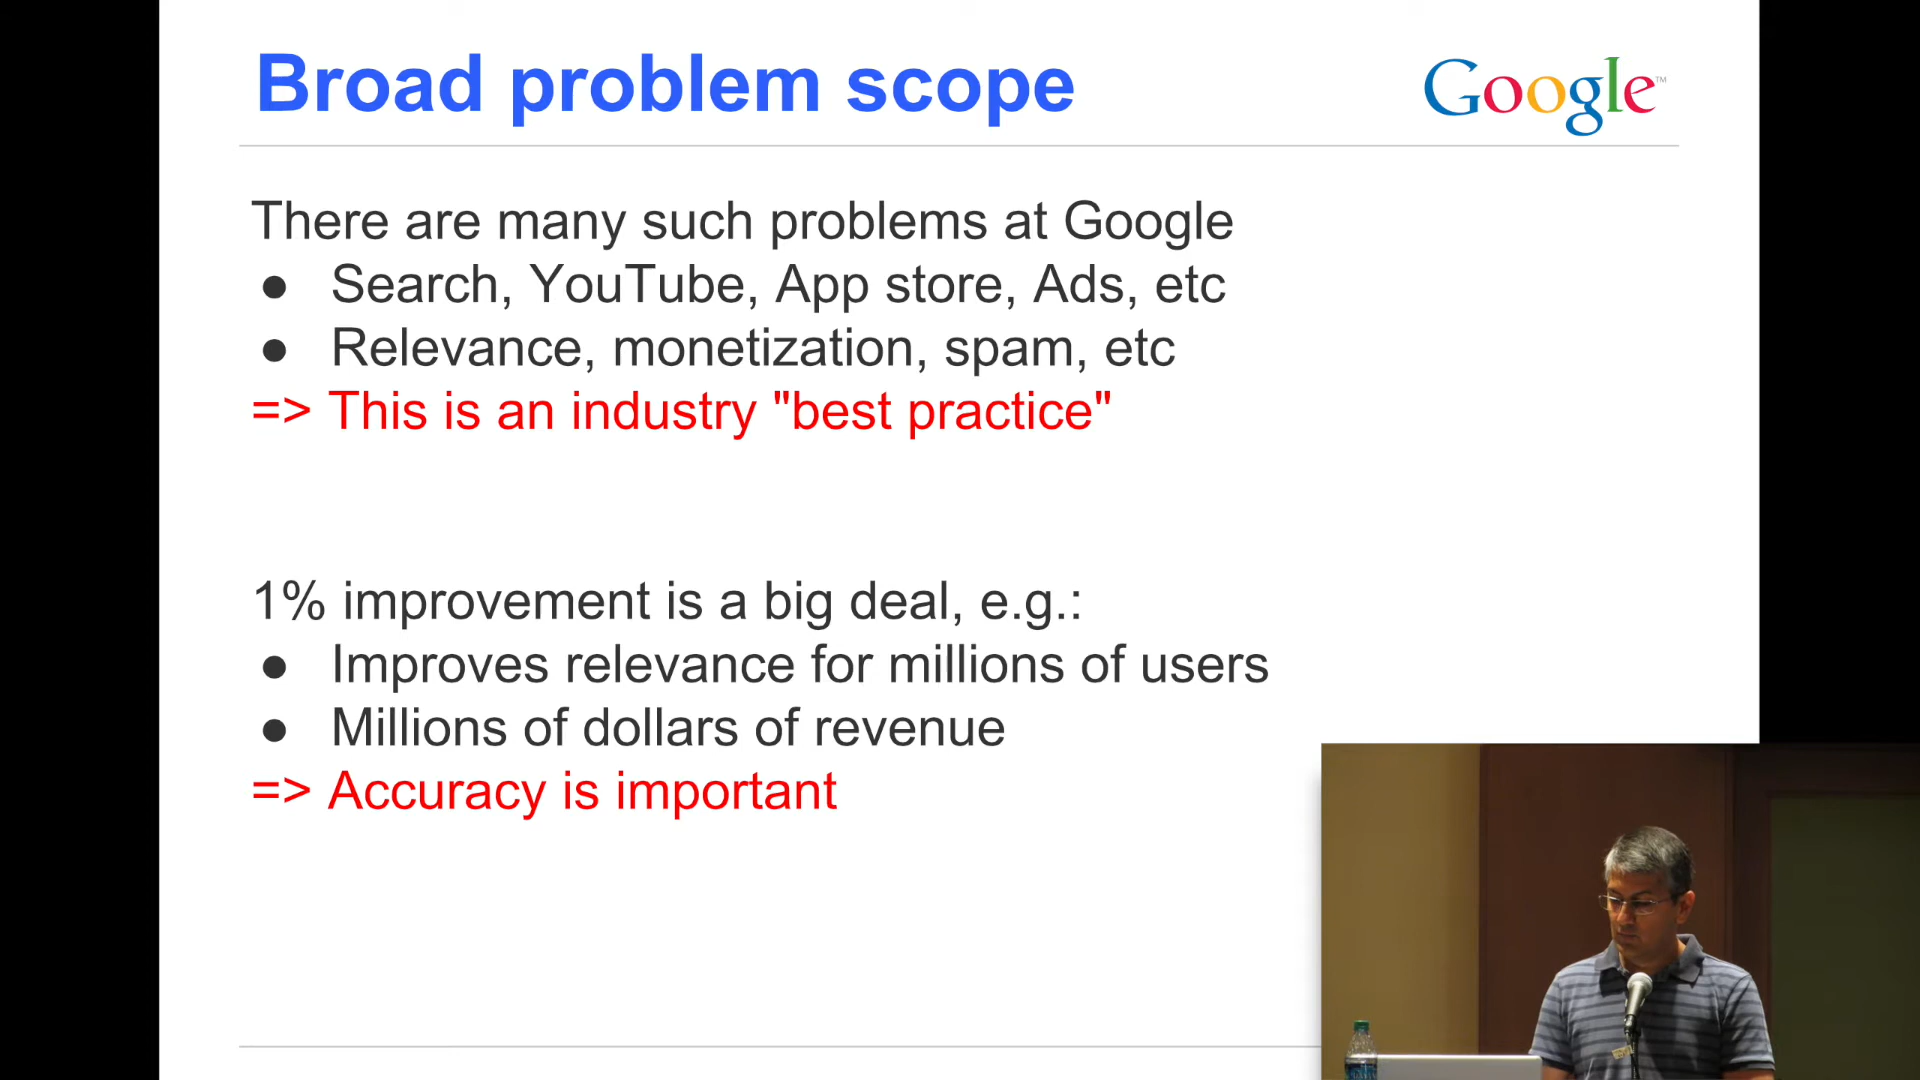 Broad problem scope
Google™
There are many such problems at Google
● Search, YouTube, App store, Ads, etc
● Relevance, monetization, spam, etc
=> This is an industry "best practice"
1% improvement is a big deal, e.g.:
● Improves relevance for millions of users
● Millions of dollars of revenue
=> Accuracy is important